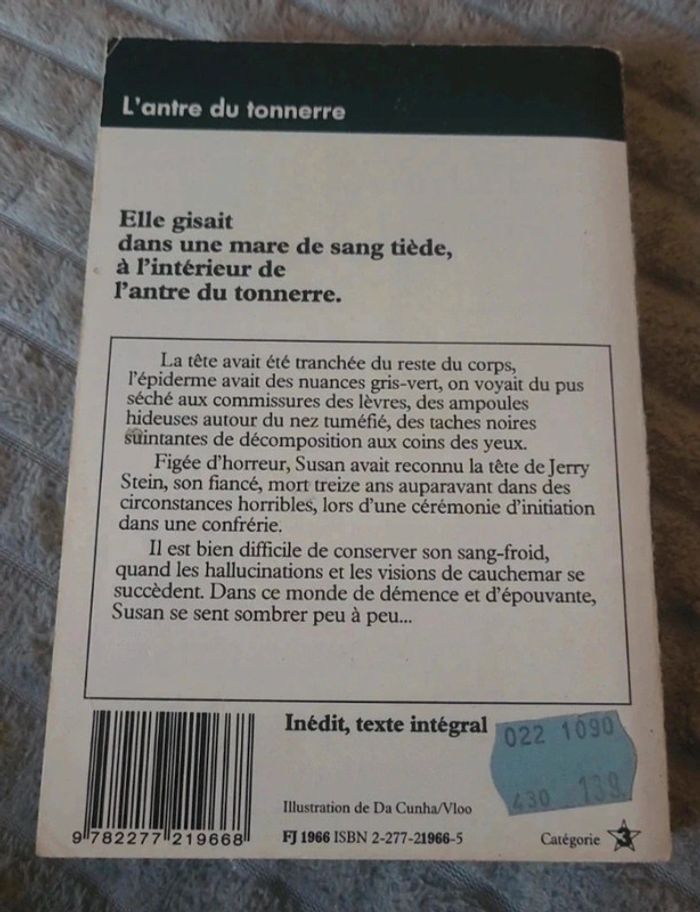 L'antre du tonnerre
Elle gisait
dans une mare de sang tiède,
à l'intérieur de
l'antre du tonnerre.
La tête avait été tranchée du reste du corps,
l'épiderme avait des nuances gris-vert, on voyait du pus
séché aux commissures des lèvres, des ampoules
hideuses autour du nez tuméfié, des taches noires
suintantes de décomposition aux coins des yeux.
Figée d'horreur, Susan avait reconnu la tête de Jerry
Stein, son fiancé, mort treize ans auparavant dans des
circonstances horribles, lors d'une cérémonie d'initiation
dans une confrérie.
Il est bien difficile de conserver son sang-froid,
quand les hallucinations et les visions de cauchemar se
succèdent. Dans ce monde de démence et d'épouvante,
Susan se sent sombrer peu à peu...
Inédit, texte intégral
022 1090
430 139
Illustration de Da Cunha/Vloo
9 782277 219668
FJ 1966 ISBN 2-277-21966-5
Catégorie 3